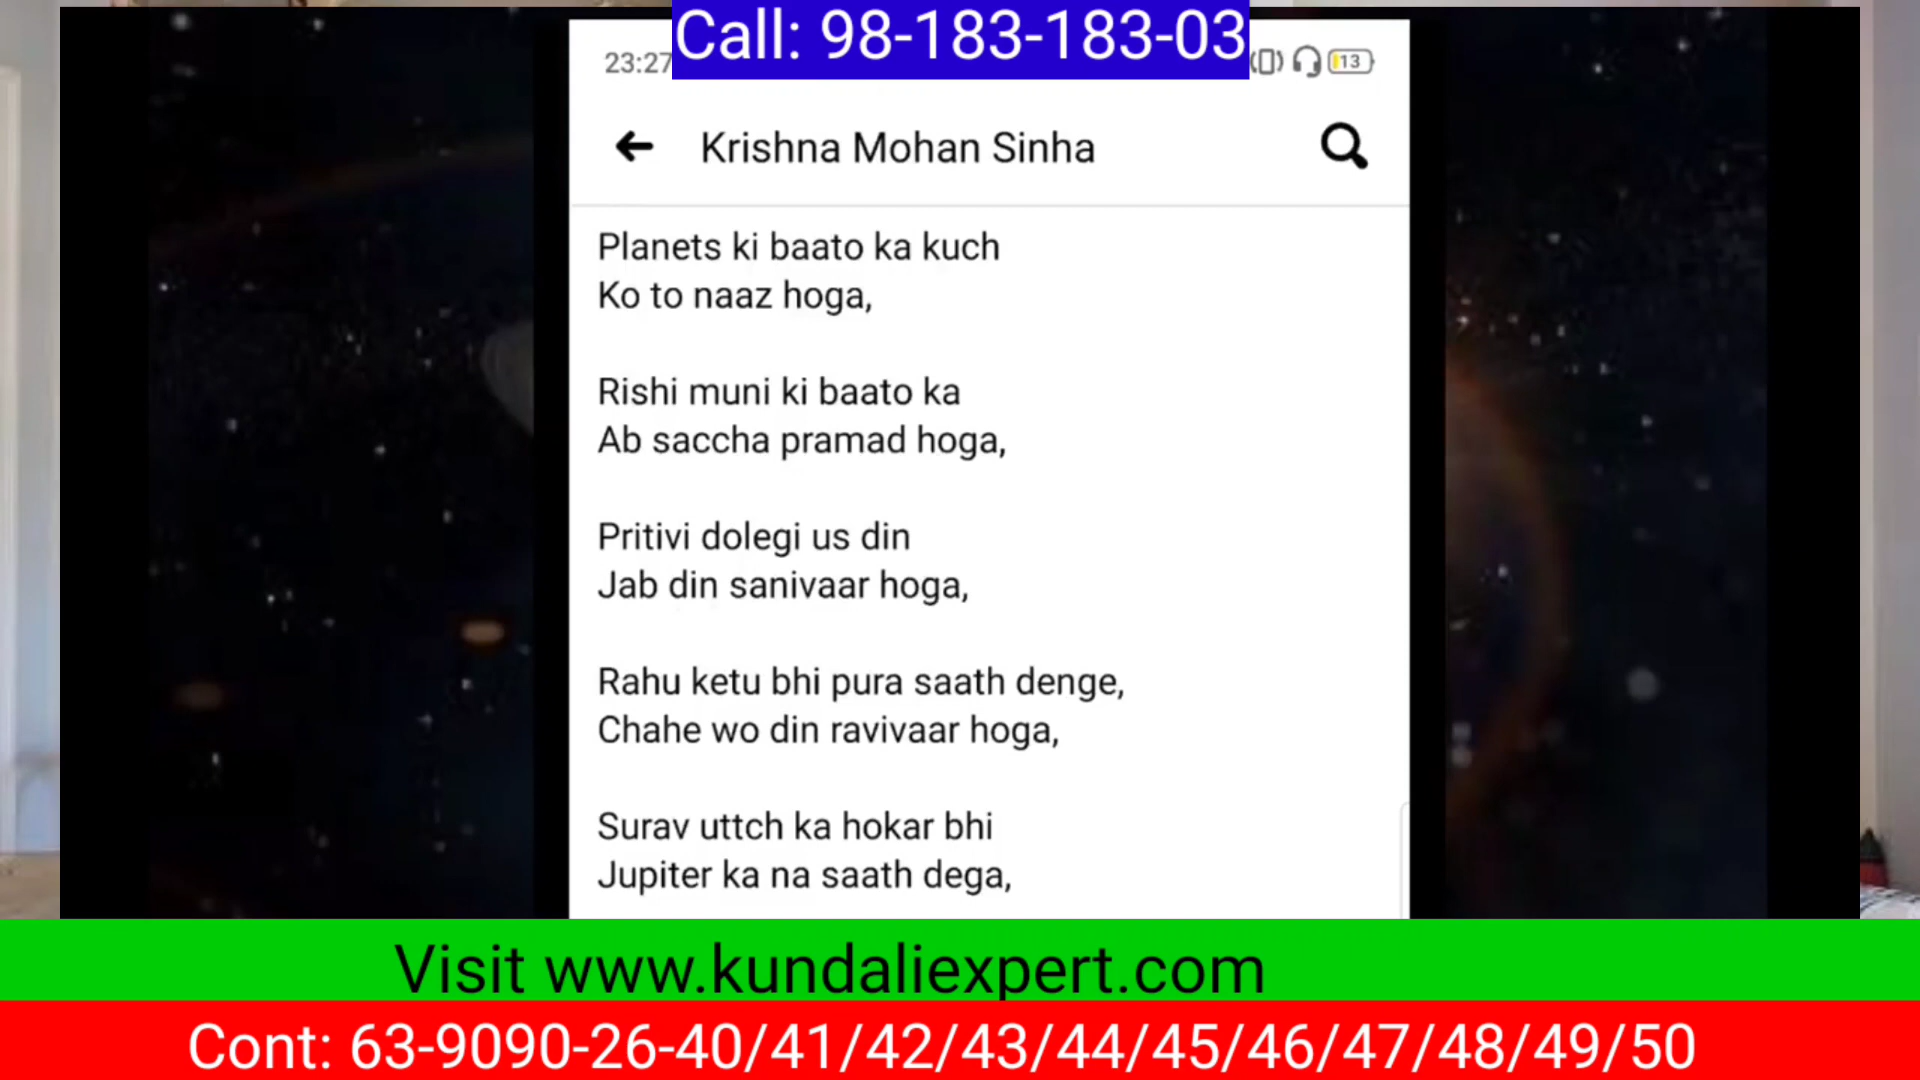 Call: 98-183-183-03
23:27
13
Krishna Mohan Sinha
Planets ki baato ka kuch
Ko to naaz hoga,
Rishi muni ki baato ka
Ab saccha pramad hoga,
Pritivi dolegi us din
Jab din sanivaar hoga,
Rahu ketu bhi pura saath denge,
Chahe wo din ravivaar hoga,
Surav uttch ka hokar bhi
Jupiter ka na saath dega,
Visit www.kundaliexpert.com
Cont: 63-9090-26-40/41/42/43/44/45/46/47/48/49/50